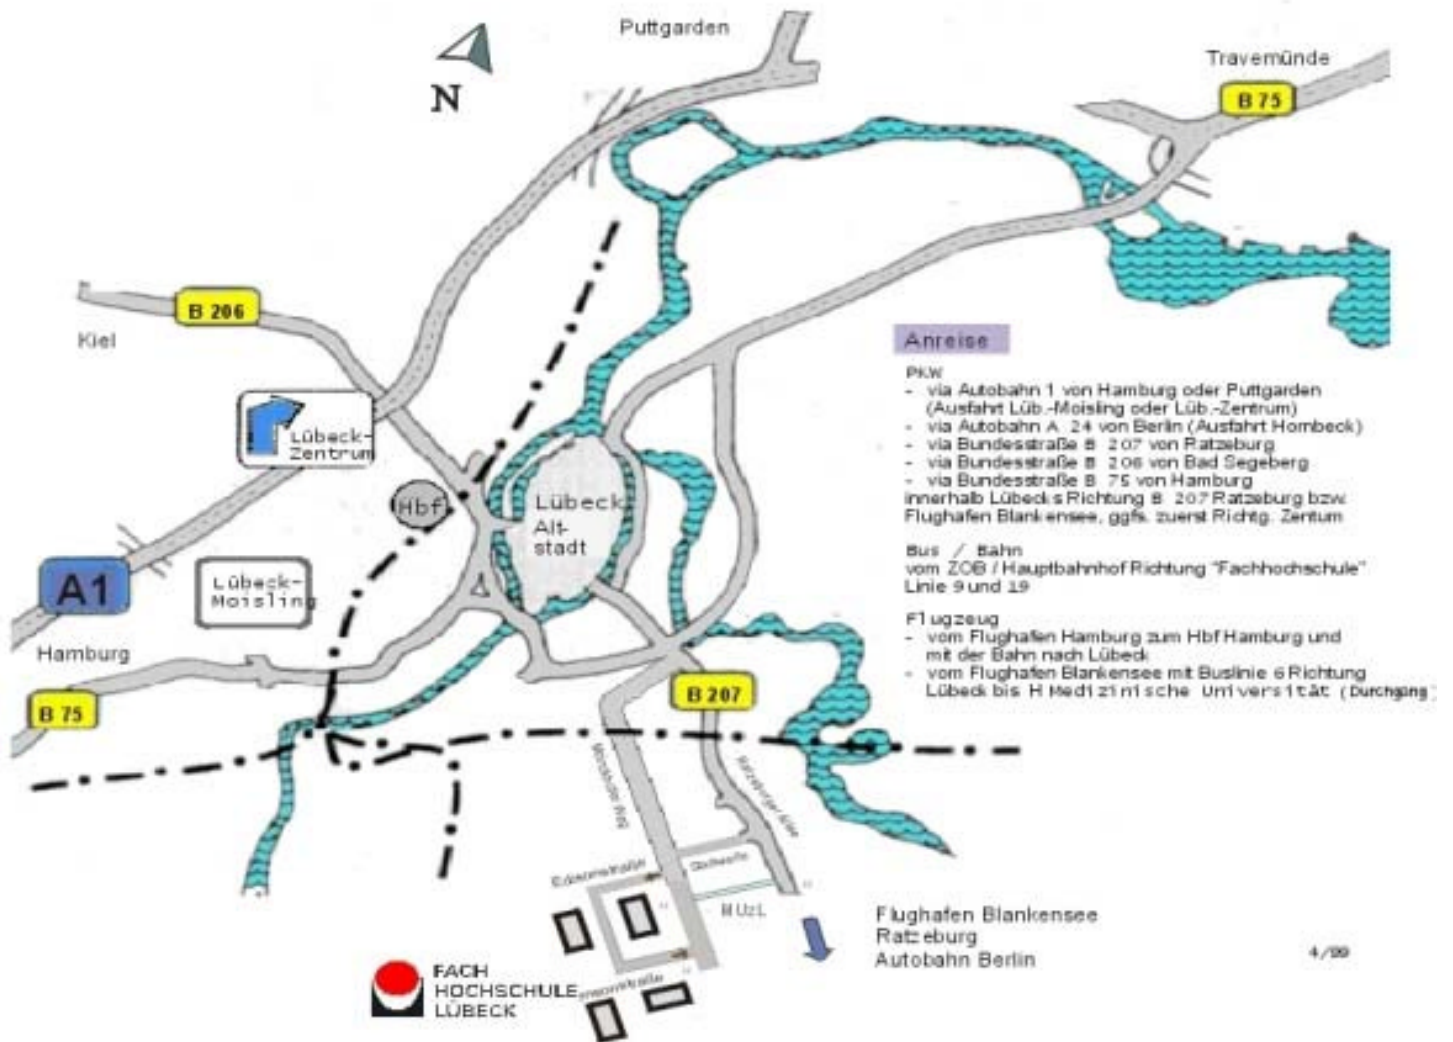 Puttgarden
Travemünde
N
B 75
B 206
Kiel
Lübeck-
Zentrum
Hbf
Lübeck
Alt-
stadt
A1
Lübeck-
Moisling
Hamburg
B 75
B 207
Anreise
PKW
- via Autobahn 1 von Hamburg oder Puttgarden
(Ausfahrt Lüb.-Moisling oder Lüb.-Zentrum)
- via Autobahn A 24 von Berlin (Ausfahrt Hornbeck)
- via Bundesstraße B 207 von Ratzeburg
- via Bundesstraße B 206 von Bad Segeberg
- via Bundesstraße B 75 von Hamburg
innerhalb Lübecks Richtung B 207 Ratzeburg bzw.
Flughafen Blankensee, ggfs. zuerst Richtg. Zentum
Bus / Bahn
vom ZOB / Hauptbahnhof Richtung "Fachhochschule"
Linie 9 und 19
Flugzeug
- vom Flughafen Hamburg zum Hbf Hamburg und
mit der Bahn nach Lübeck
- vom Flughafen Blankensee mit Buslinie 6 Richtung
Lübeck bis H Medizinische Universität (Durchgang)
Ratzeburger Allee
MUzL
Flughafen Blankensee
Ratzeburg
Autobahn Berlin
4/99
FACH
HOCHSCHULE
LÜBECK